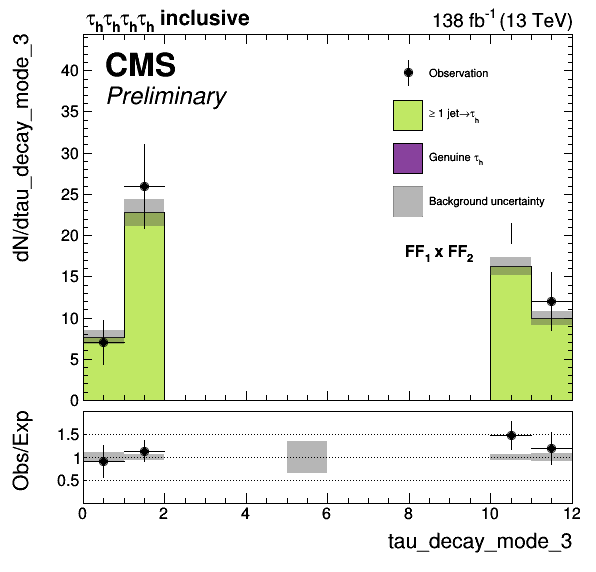 τhτhτhτh inclusive
138 fb-1 (13 TeV)
CMS
Preliminary
dN/dtau_decay_mode_3
40
35
30
25
20
15
10
5
0
Observation
≥ 1 jet→τh
Genuine τh
Background uncertainty
FF1 x FF2
Obs/Exp
1.5
1
0.5
0 2 4 6 8 10 12
tau_decay_mode_3